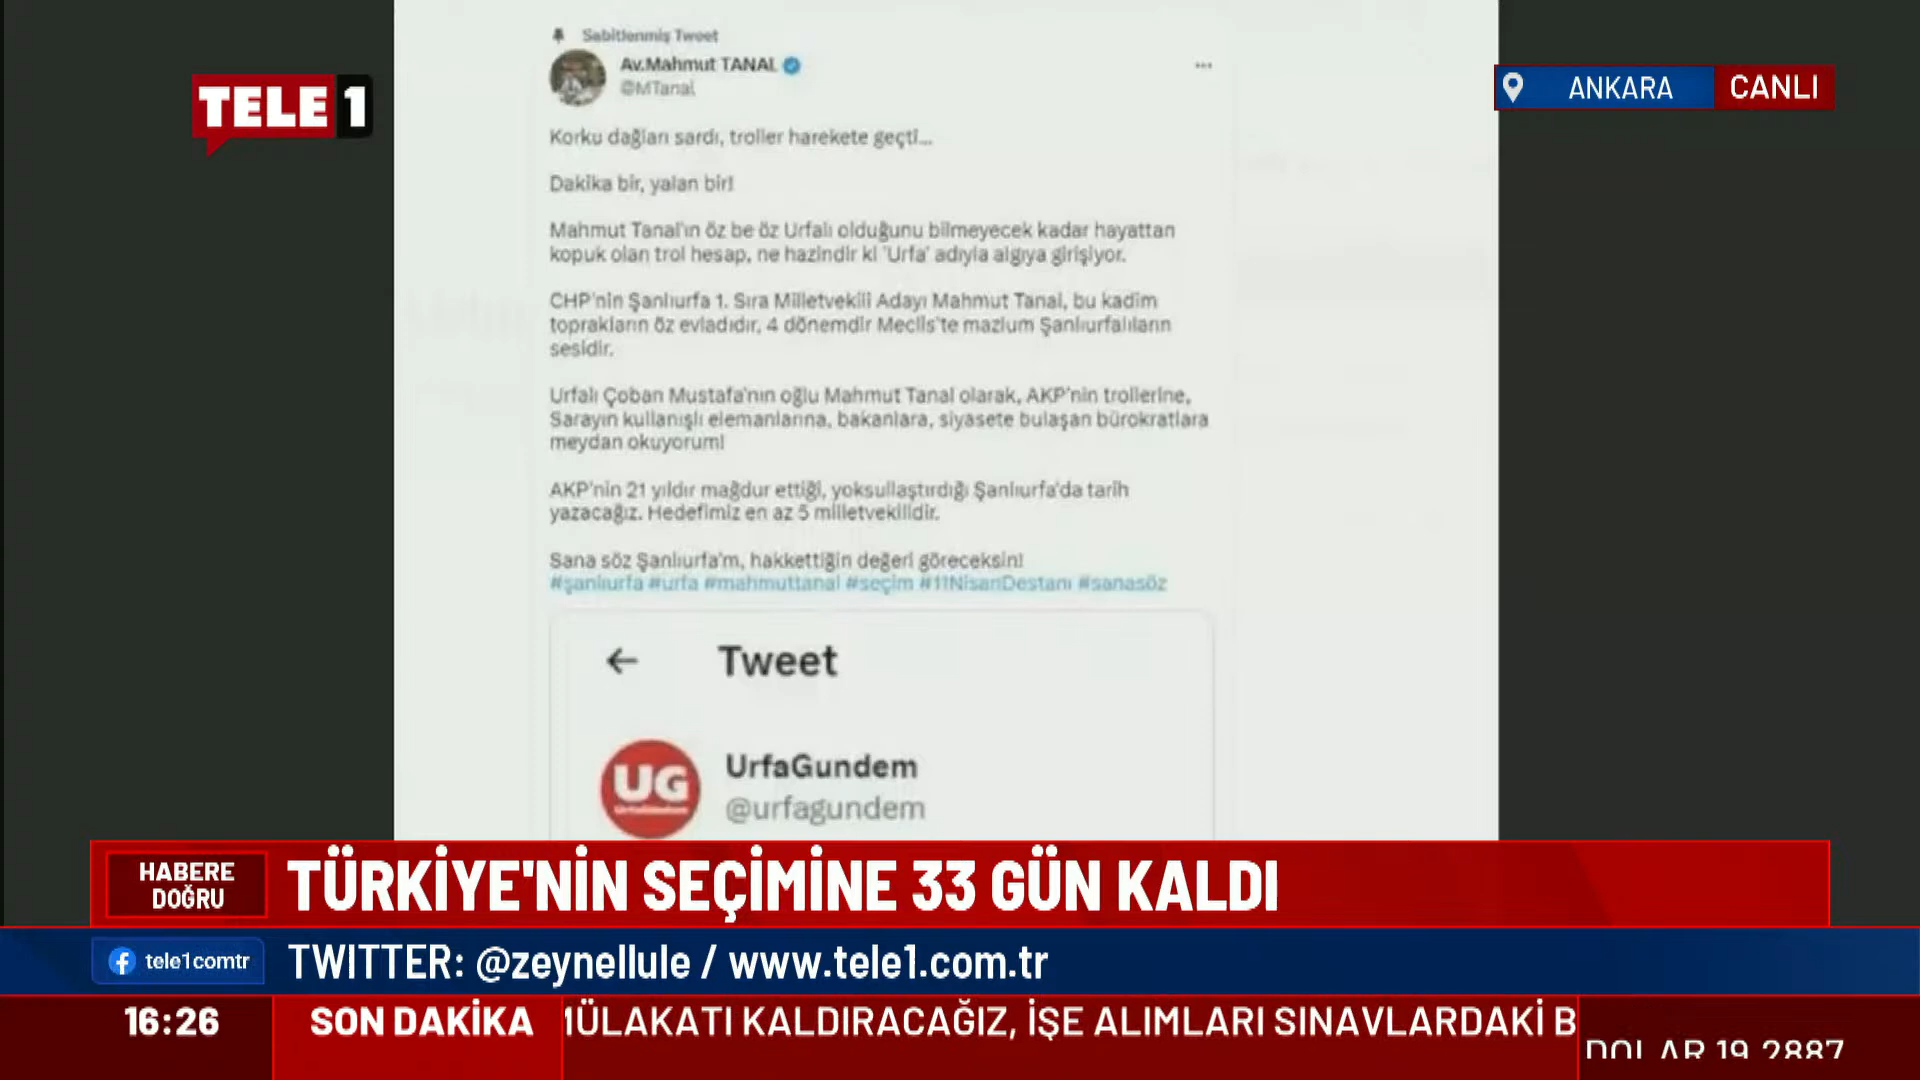 Sabitlenmiş Tweet
Av.Mahmut TANAL
@MTanal
TELE 1
ANKARA
CANLI
Korku dağları sardı, troller harekete geçti...
Dakika bir, yalan bir!
Mahmut Tanal'ın öz be öz Urfalı olduğunu bilmeyecek kadar hayattan
kopuk olan trol hesap, ne hazindir ki 'Urfa' adıyla algıya girişiyor.
CHP'nin Şanlıurfa 1. Sıra Milletvekili Adayı Mahmut Tanal, bu kadim
toprakların öz evladıdır, 4 dönemdir Meclis'te mazlum Şanlıurfalıların
sesidir.
Urfalı Çoban Mustafa'nın oğlu Mahmut Tanal olarak, AKP'nin trollerine,
Sarayın kullanışlı elemanlarına, bakanlara, siyasete bulaşan bürokratlara
meydan okuyorum!
AKP'nin 21 yıldır mağdur ettiği, yoksullaştırdığı Şanlıurfa'da tarih
yazacağız. Hedefimiz en az 5 milletvekilidir.
Sana söz Şanlıurfa'm, hakkettiğin değeri göreceksin!
#şanlıurfa #urfa #mahmuttanal #seçim #11NisanDestanı #sanasöz
Tweet
UG
UrfaGundem
@urfagundem
HABERE
DOĞRU
TÜRKİYE'NİN SEÇİMİNE 33 GÜN KALDI
tele1comtr
TWITTER: @zeynellule / www.tele1.com.tr
16:26
SON DAKİKA
MÜLAKATI KALDIRACAĞIZ, İŞE ALIMLARI SINAVLARDAKİ B
DOLAR 19.2887